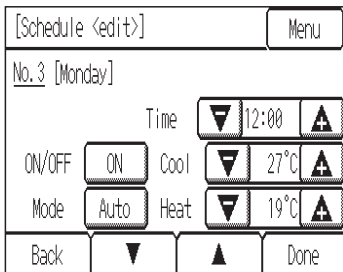 [Schedule <edit>] Menu
No.3 [Monday]
Time 12:00
ON/OFF ON Cool 27°C
Mode Auto Heat 19°C
Back Done